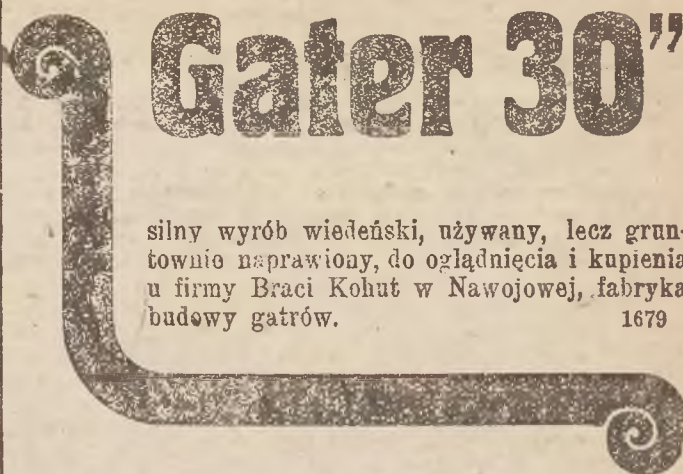 Gater 30”
silny wyrób wiedeński, używany, lecz grun-
townie naprawiony, do oglądnięcia i kupienia
u firmy Braci Kohut w Nawojowej, fabryka
budowy gatrów. 1679